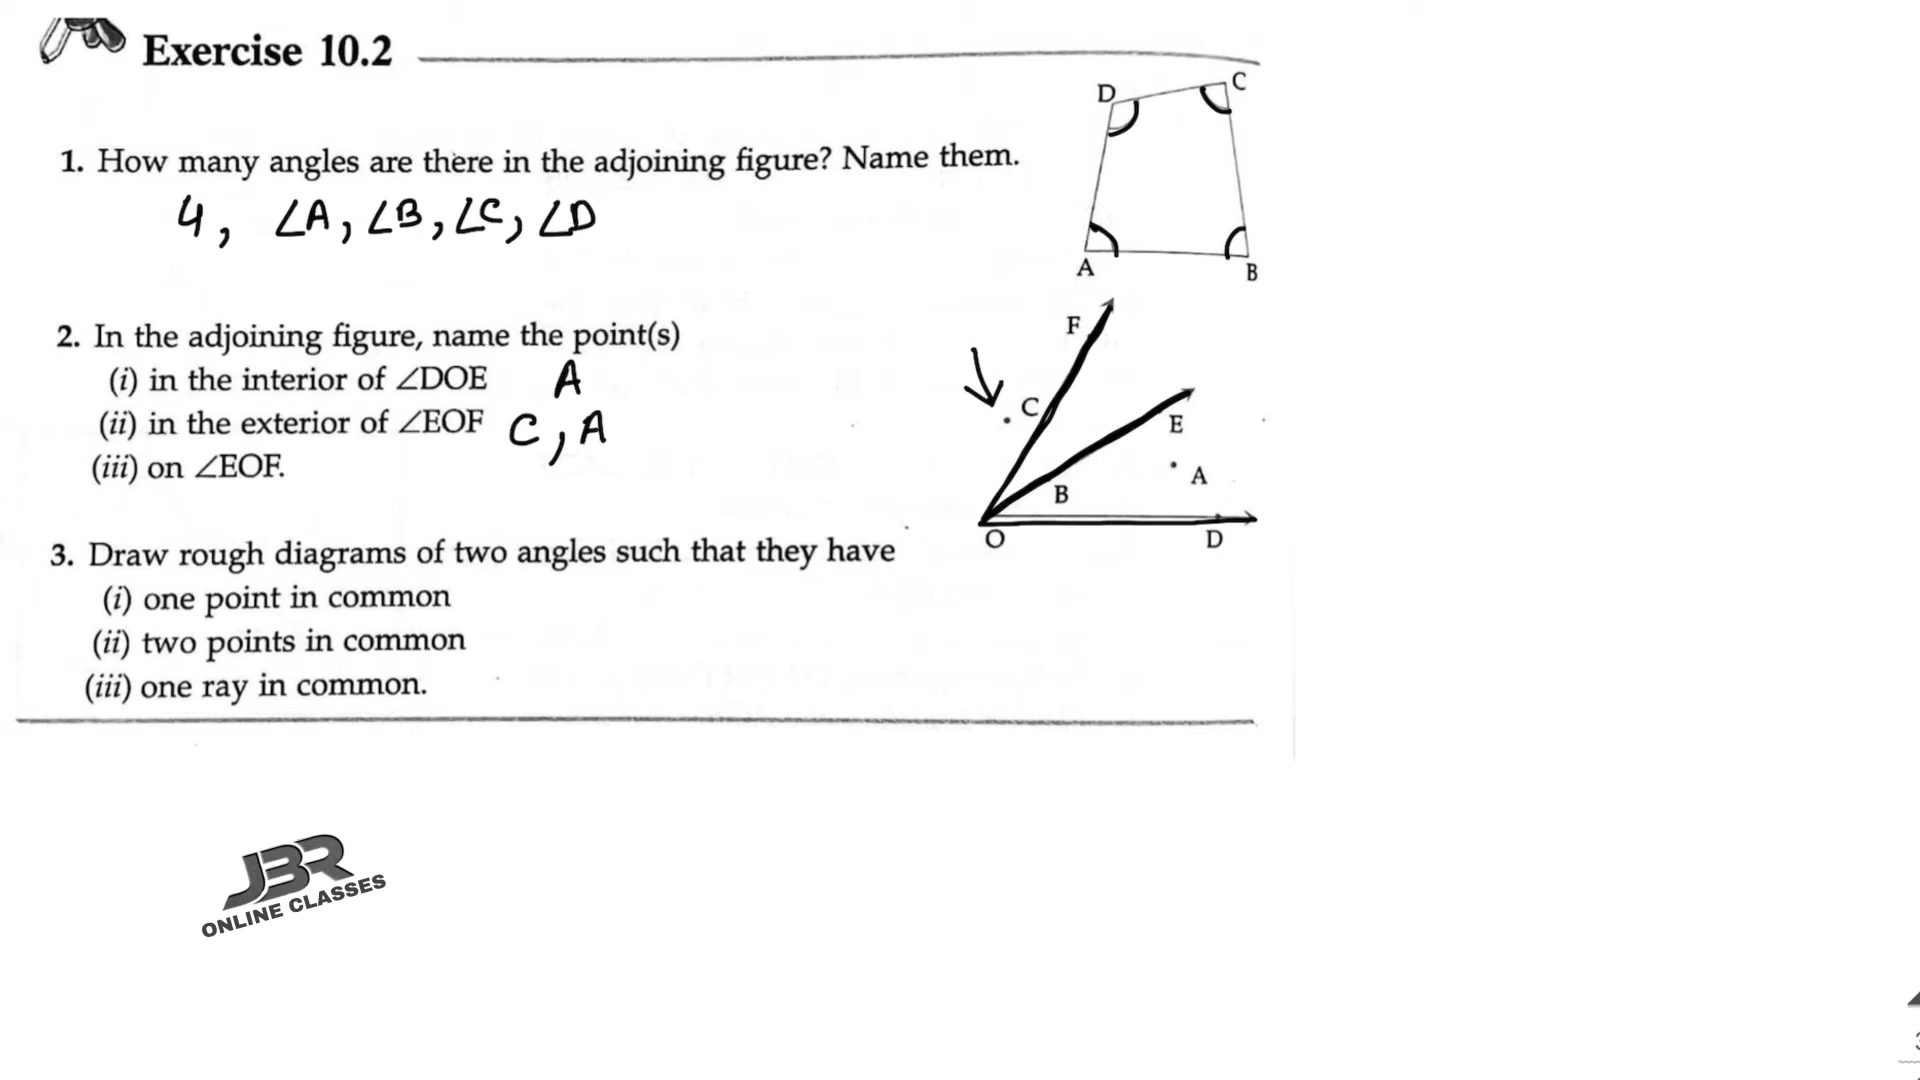 Exercise 10.2
1. How many angles are there in the adjoining figure? Name them.
4, ∠A, ∠B, ∠C, ∠D
D
C
A
B
2. In the adjoining figure, name the point(s)
(i) in the interior of ∠DOE A
(ii) in the exterior of ∠EOF C, A
(iii) on ∠EOF.
F
C
E
A
B
O
D
3. Draw rough diagrams of two angles such that they have
(i) one point in common
(ii) two points in common
(iii) one ray in common.
JBR
ONLINE CLASSES